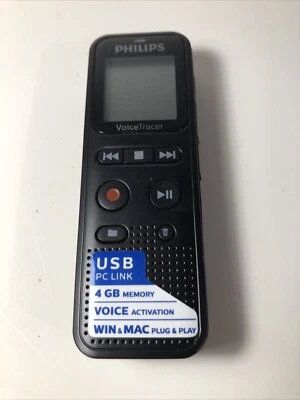 PHILIPS
VoiceTracer
USB
PC LINK
4 GB MEMORY
VOICE ACTIVATION
WIN & MAC PLUG & PLAY